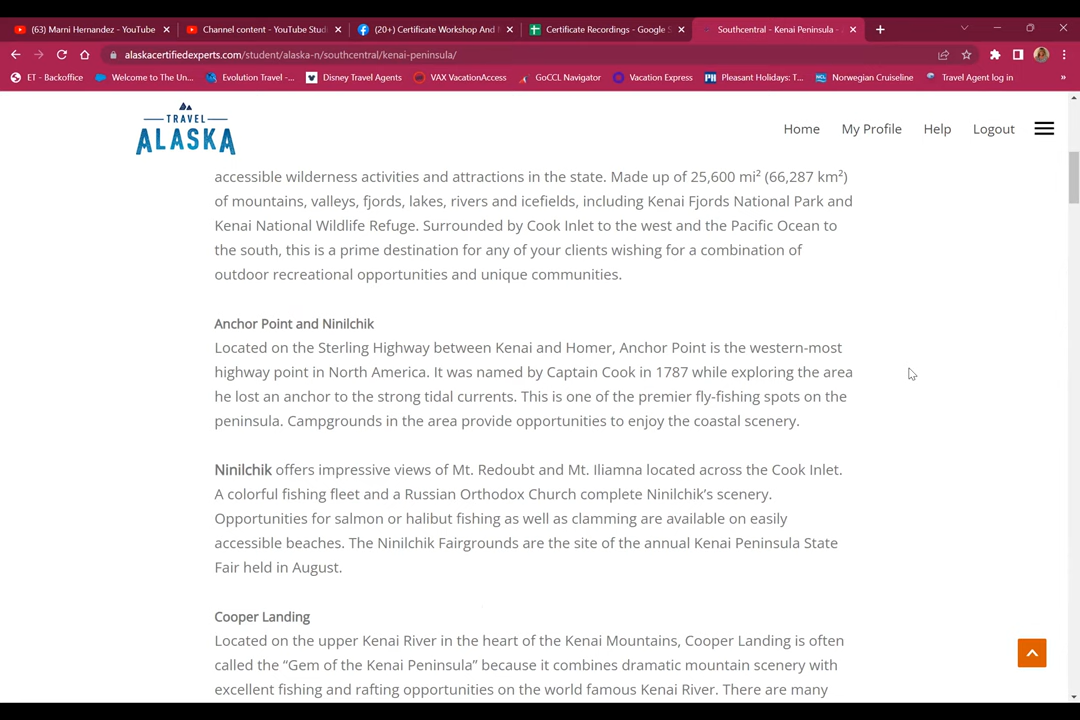 (63) Marni Hernandez - YouTube
Channel content - YouTube Stud
(20+) Certificate Workshop And
Certificate Recordings - Google S
Southcentral - Kenai Peninsula -
alaskacertifiedexperts.com/student/alaska-n/southcentral/kenai-peninsula/
ET - Backoffice
Welcome to The Un...
Evolution Travel -...
Disney Travel Agents
VAX VacationAccess
GoCCL Navigator
Vacation Express
Pleasant Holidays: T...
Norwegian Cruiseline
Travel Agent log in
TRAVEL
ALASKA
Home
My Profile
Help
Logout
accessible wilderness activities and attractions in the state. Made up of 25,600 mi² (66,287 km²)
of mountains, valleys, fjords, lakes, rivers and icefields, including Kenai Fjords National Park and
Kenai National Wildlife Refuge. Surrounded by Cook Inlet to the west and the Pacific Ocean to
the south, this is a prime destination for any of your clients wishing for a combination of
outdoor recreational opportunities and unique communities.
Anchor Point and Ninilchik
Located on the Sterling Highway between Kenai and Homer, Anchor Point is the western-most
highway point in North America. It was named by Captain Cook in 1787 while exploring the area
he lost an anchor to the strong tidal currents. This is one of the premier fly-fishing spots on the
peninsula. Campgrounds in the area provide opportunities to enjoy the coastal scenery.
Ninilchik offers impressive views of Mt. Redoubt and Mt. Iliamna located across the Cook Inlet.
A colorful fishing fleet and a Russian Orthodox Church complete Ninilchik's scenery.
Opportunities for salmon or halibut fishing as well as clamming are available on easily
accessible beaches. The Ninilchik Fairgrounds are the site of the annual Kenai Peninsula State
Fair held in August.
Cooper Landing
Located on the upper Kenai River in the heart of the Kenai Mountains, Cooper Landing is often
called the “Gem of the Kenai Peninsula” because it combines dramatic mountain scenery with
excellent fishing and rafting opportunities on the world famous Kenai River. There are many